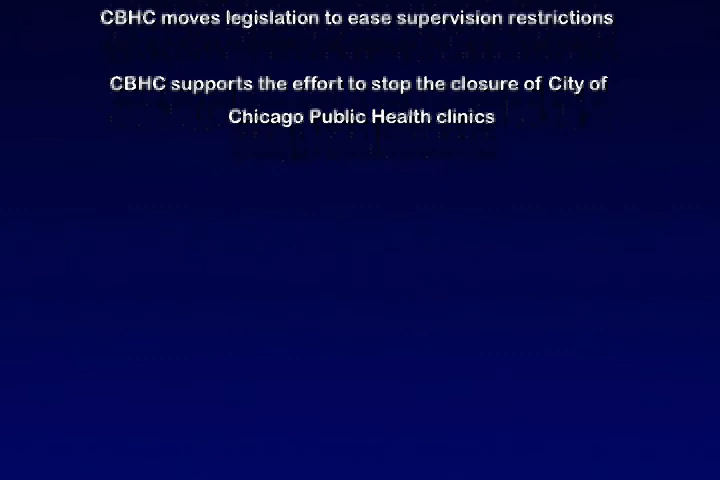 CBHC moves legislation to ease supervision restrictions
CBHC supports the effort to stop the closure of City of
Chicago Public Health clinics